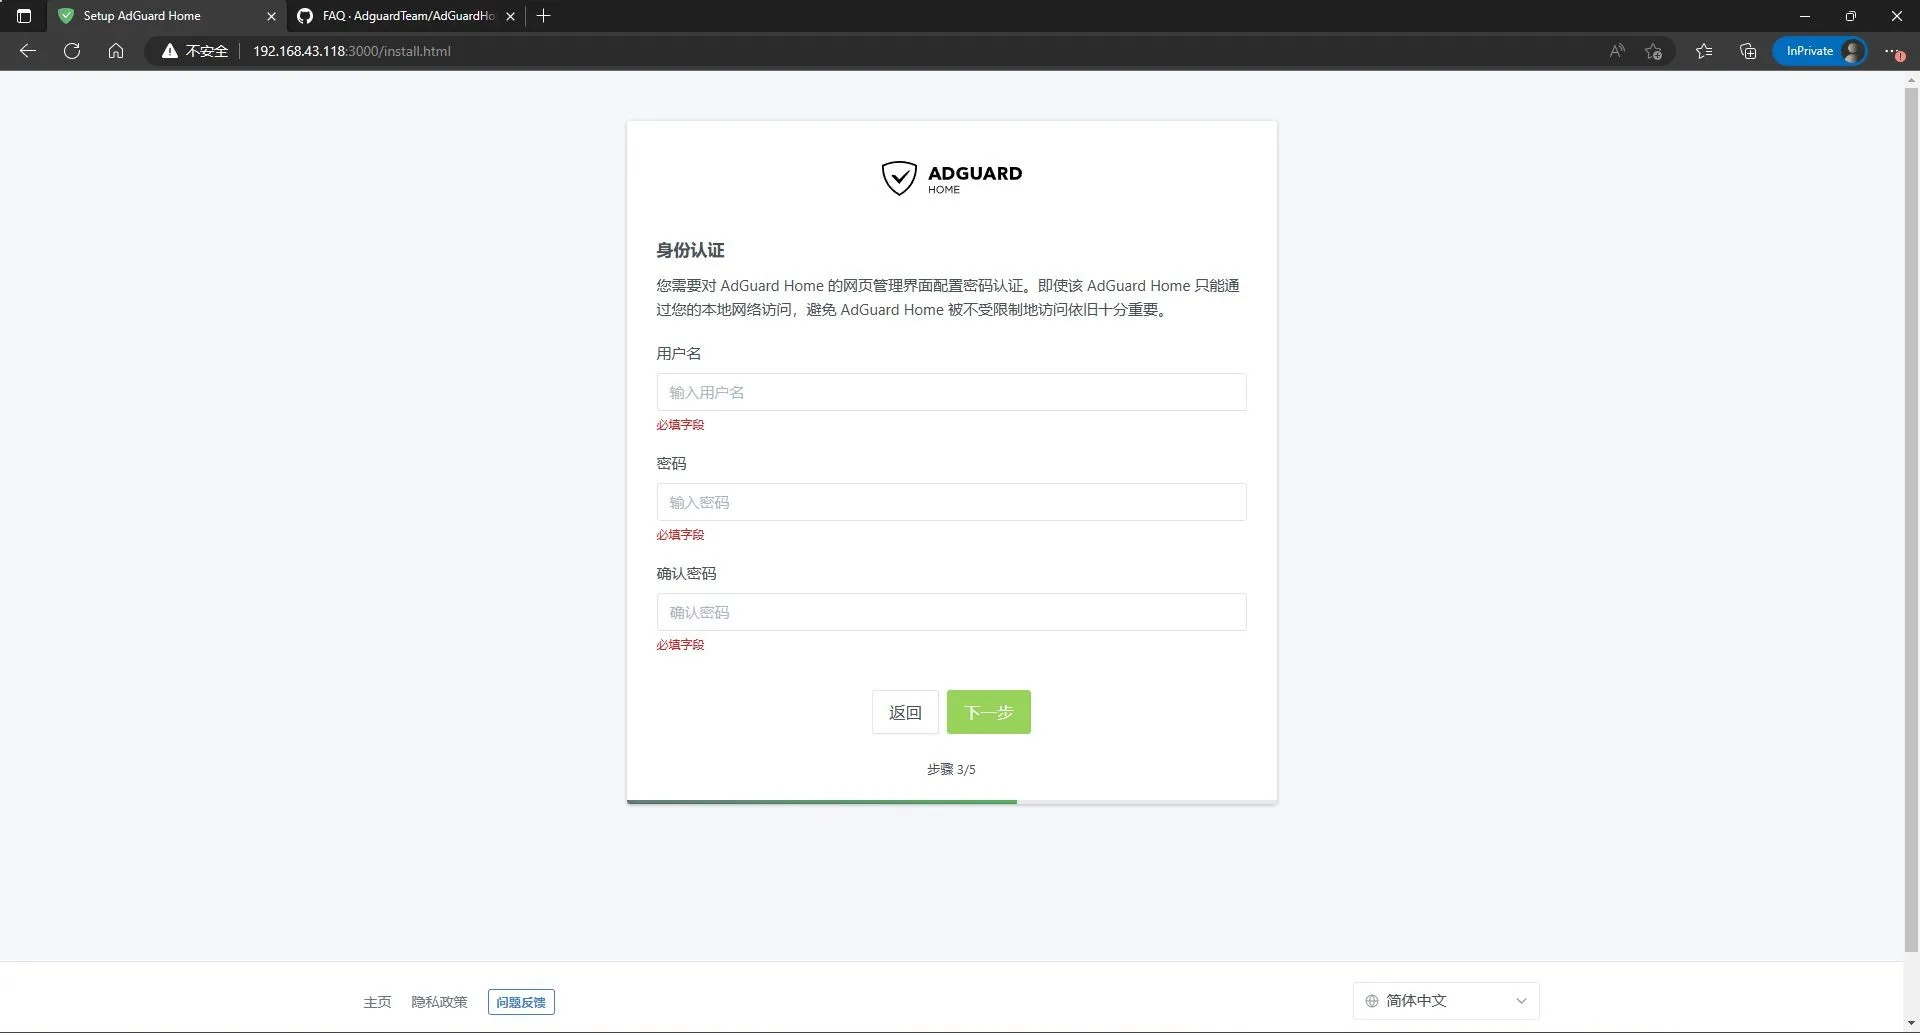 Setup AdGuard Home
FAQ · AdguardTeam/AdGuardHo
不安全
192.168.43.118:3000/install.html
InPrivate
ADGUARD
HOME
身份认证
您需要对 AdGuard Home 的网页管理界面配置密码认证。即使该 AdGuard Home 只能通
过您的本地网络访问，避免 AdGuard Home 被不受限制地访问依旧十分重要。
用户名
输入用户名
必填字段
密码
输入密码
必填字段
确认密码
确认密码
必填字段
返回
下一步
步骤 3/5
主页
隐私政策
问题反馈
简体中文